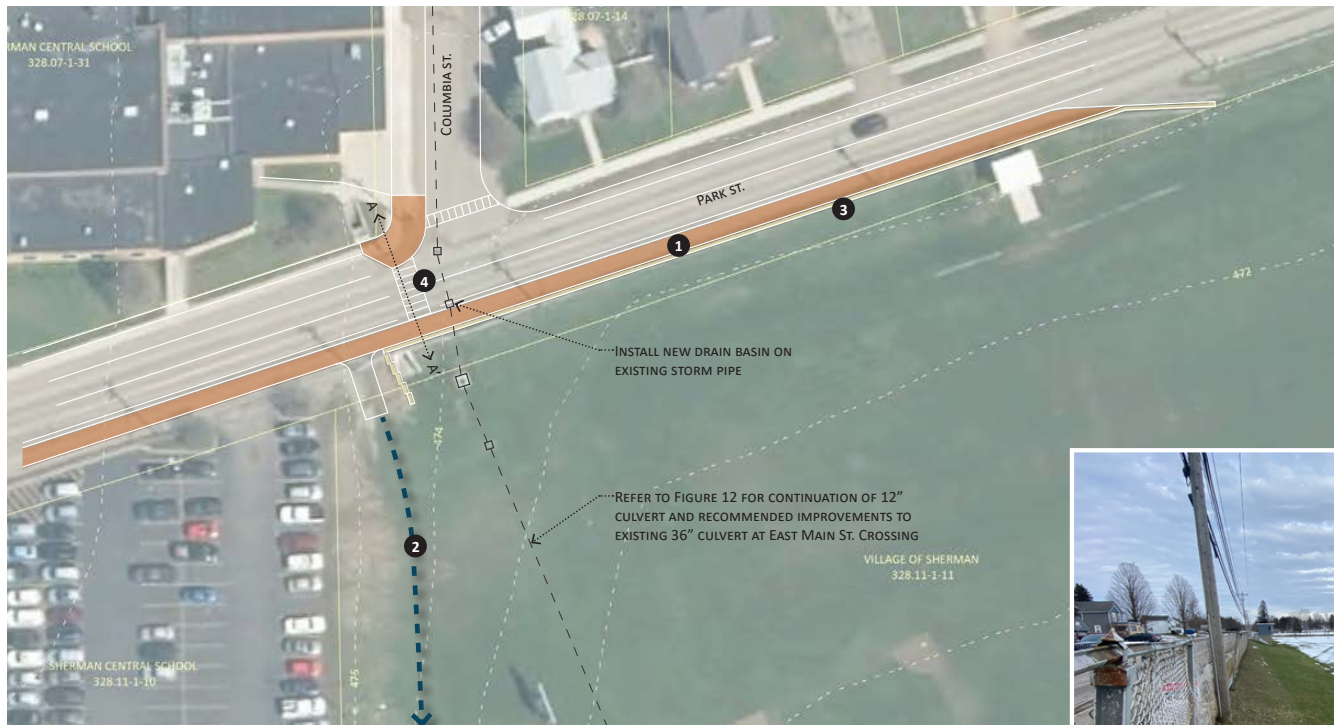 328.07-1-14
RMAN CENTRAL SCHOOL
328.07-1-31
COLUMBIA ST.
PARK ST.
A
A'
4
1
3
472
INSTALL NEW DRAIN BASIN ON
EXISTING STORM PIPE
474
REFER TO FIGURE 12 FOR CONTINUATION OF 12"
CULVERT AND RECOMMENDED IMPROVEMENTS TO
EXISTING 36" CULVERT AT EAST MAIN ST. CROSSING
2
VILLAGE OF SHERMAN
328.11-1-11
SHERMAN CENTRAL SCHOOL
328.11-1-10
476